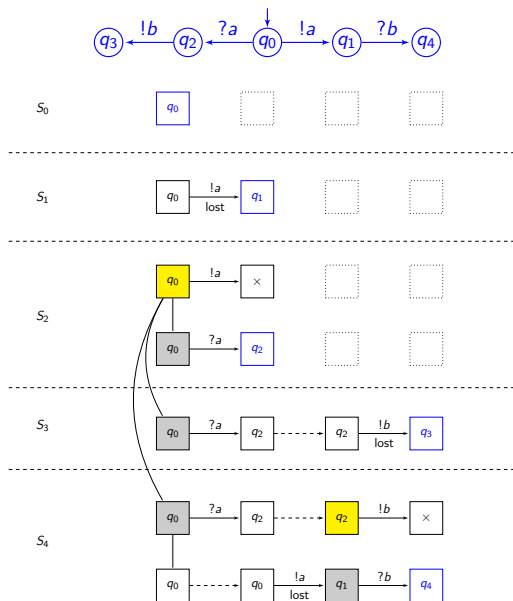 !b ?a !a ?b
q3 q2 q0 q1 q4
S0 q0
!a
S1 q0 q1
lost
!a
q0 ×
S2
?a
q0 q2
?a !b
S3 q0 q2 q2 q3
lost
?a !b
q0 q2 q2 ×
S4
!a ?b
q0 q0 q1 q4
lost